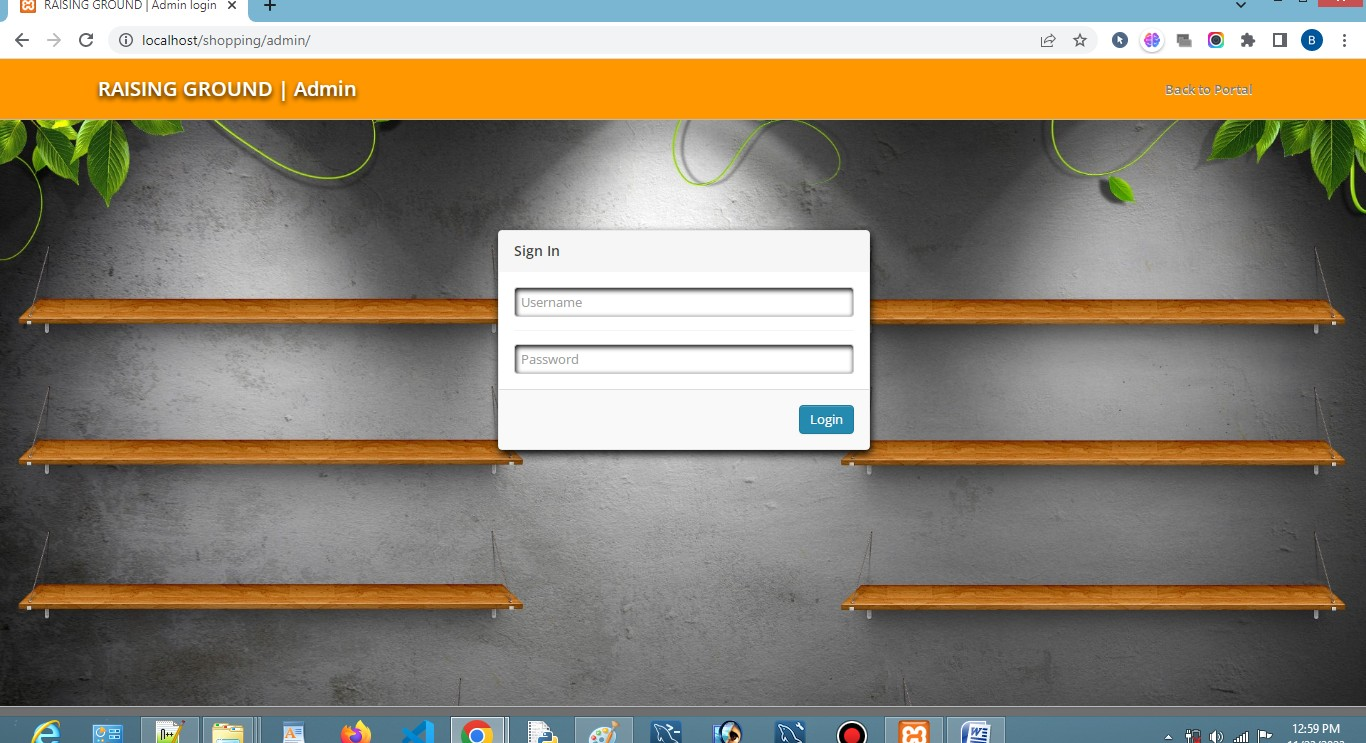 RAISING GROUND | Admin login
localhost/shopping/admin/
B
RAISING GROUND | Admin
Back to Portal
Sign In
Username
Password
Login
12:59 PM